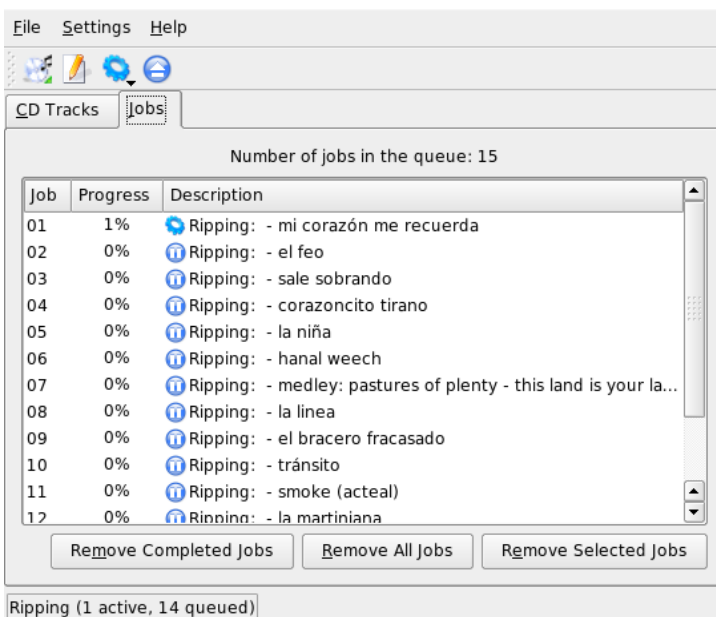 File Settings Help
CD Tracks Jobs
Number of jobs in the queue: 15
Job Progress Description
01 1% Ripping: - mi corazón me recuerda
02 0% Ripping: - el feo
03 0% Ripping: - sale sobrando
04 0% Ripping: - corazoncito tirano
05 0% Ripping: - la niña
06 0% Ripping: - hanal weech
07 0% Ripping: - medley: pastures of plenty - this land is your la...
08 0% Ripping: - la linea
09 0% Ripping: - el bracero fracasado
10 0% Ripping: - tránsito
11 0% Ripping: - smoke (acteal)
12 0% Ripping: - la martiniana
Remove Completed Jobs Remove All Jobs Remove Selected Jobs
Ripping (1 active, 14 queued)